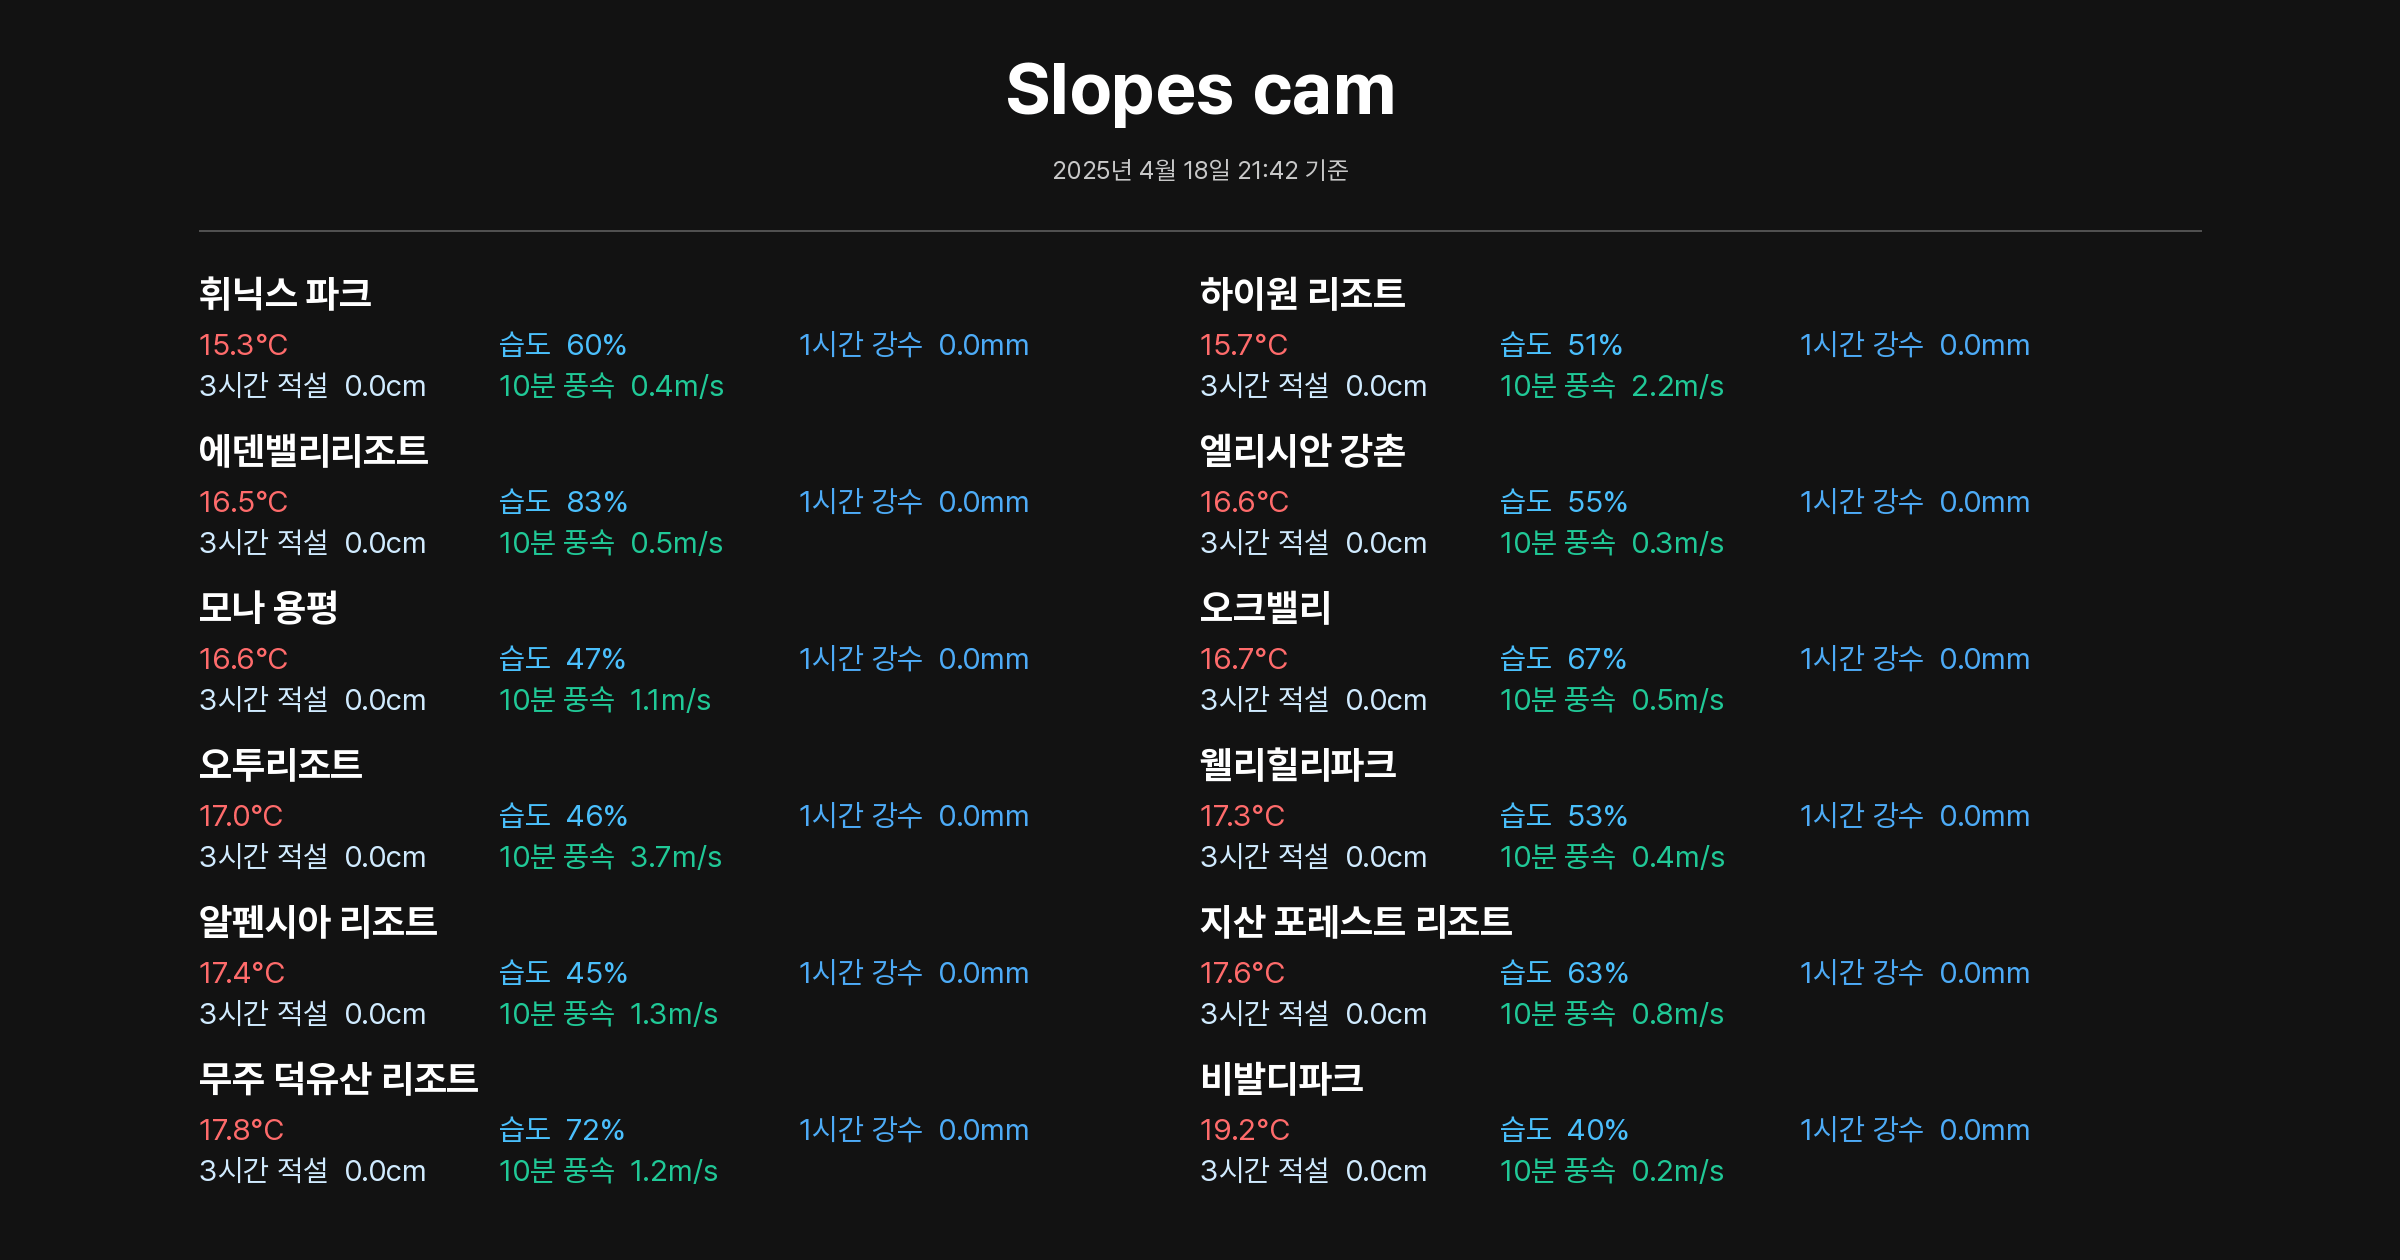 Slopes cam
2025년 4월 18일 21:42 기준
휘닉스 파크
15.3°C 습도 60% 1시간 강수 0.0mm
3시간 적설 0.0cm 10분 풍속 0.4m/s
하이원 리조트
15.7°C 습도 51% 1시간 강수 0.0mm
3시간 적설 0.0cm 10분 풍속 2.2m/s
에덴밸리리조트
16.5°C 습도 83% 1시간 강수 0.0mm
3시간 적설 0.0cm 10분 풍속 0.5m/s
엘리시안 강촌
16.6°C 습도 55% 1시간 강수 0.0mm
3시간 적설 0.0cm 10분 풍속 0.3m/s
모나 용평
16.6°C 습도 47% 1시간 강수 0.0mm
3시간 적설 0.0cm 10분 풍속 1.1m/s
오크밸리
16.7°C 습도 67% 1시간 강수 0.0mm
3시간 적설 0.0cm 10분 풍속 0.5m/s
오투리조트
17.0°C 습도 46% 1시간 강수 0.0mm
3시간 적설 0.0cm 10분 풍속 3.7m/s
웰리힐리파크
17.3°C 습도 53% 1시간 강수 0.0mm
3시간 적설 0.0cm 10분 풍속 0.4m/s
알펜시아 리조트
17.4°C 습도 45% 1시간 강수 0.0mm
3시간 적설 0.0cm 10분 풍속 1.3m/s
지산 포레스트 리조트
17.6°C 습도 63% 1시간 강수 0.0mm
3시간 적설 0.0cm 10분 풍속 0.8m/s
무주 덕유산 리조트
17.8°C 습도 72% 1시간 강수 0.0mm
3시간 적설 0.0cm 10분 풍속 1.2m/s
비발디파크
19.2°C 습도 40% 1시간 강수 0.0mm
3시간 적설 0.0cm 10분 풍속 0.2m/s